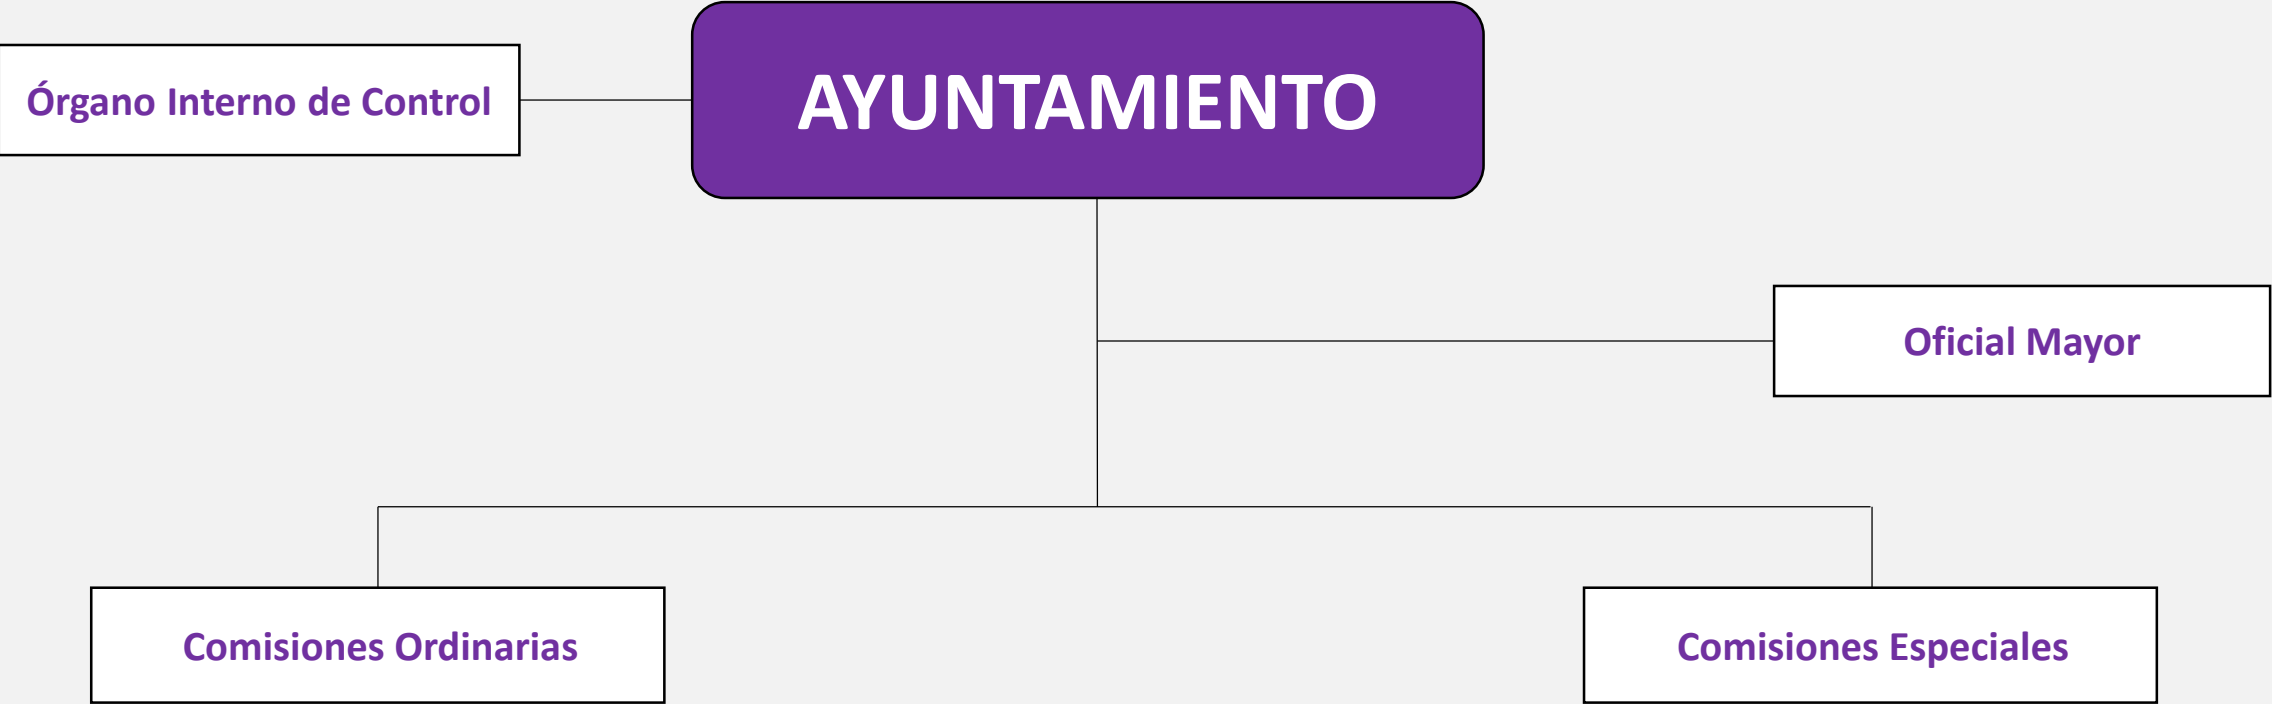 AYUNTAMIENTO
Órgano Interno de Control
Oficial Mayor
Comisiones Ordinarias
Comisiones Especiales